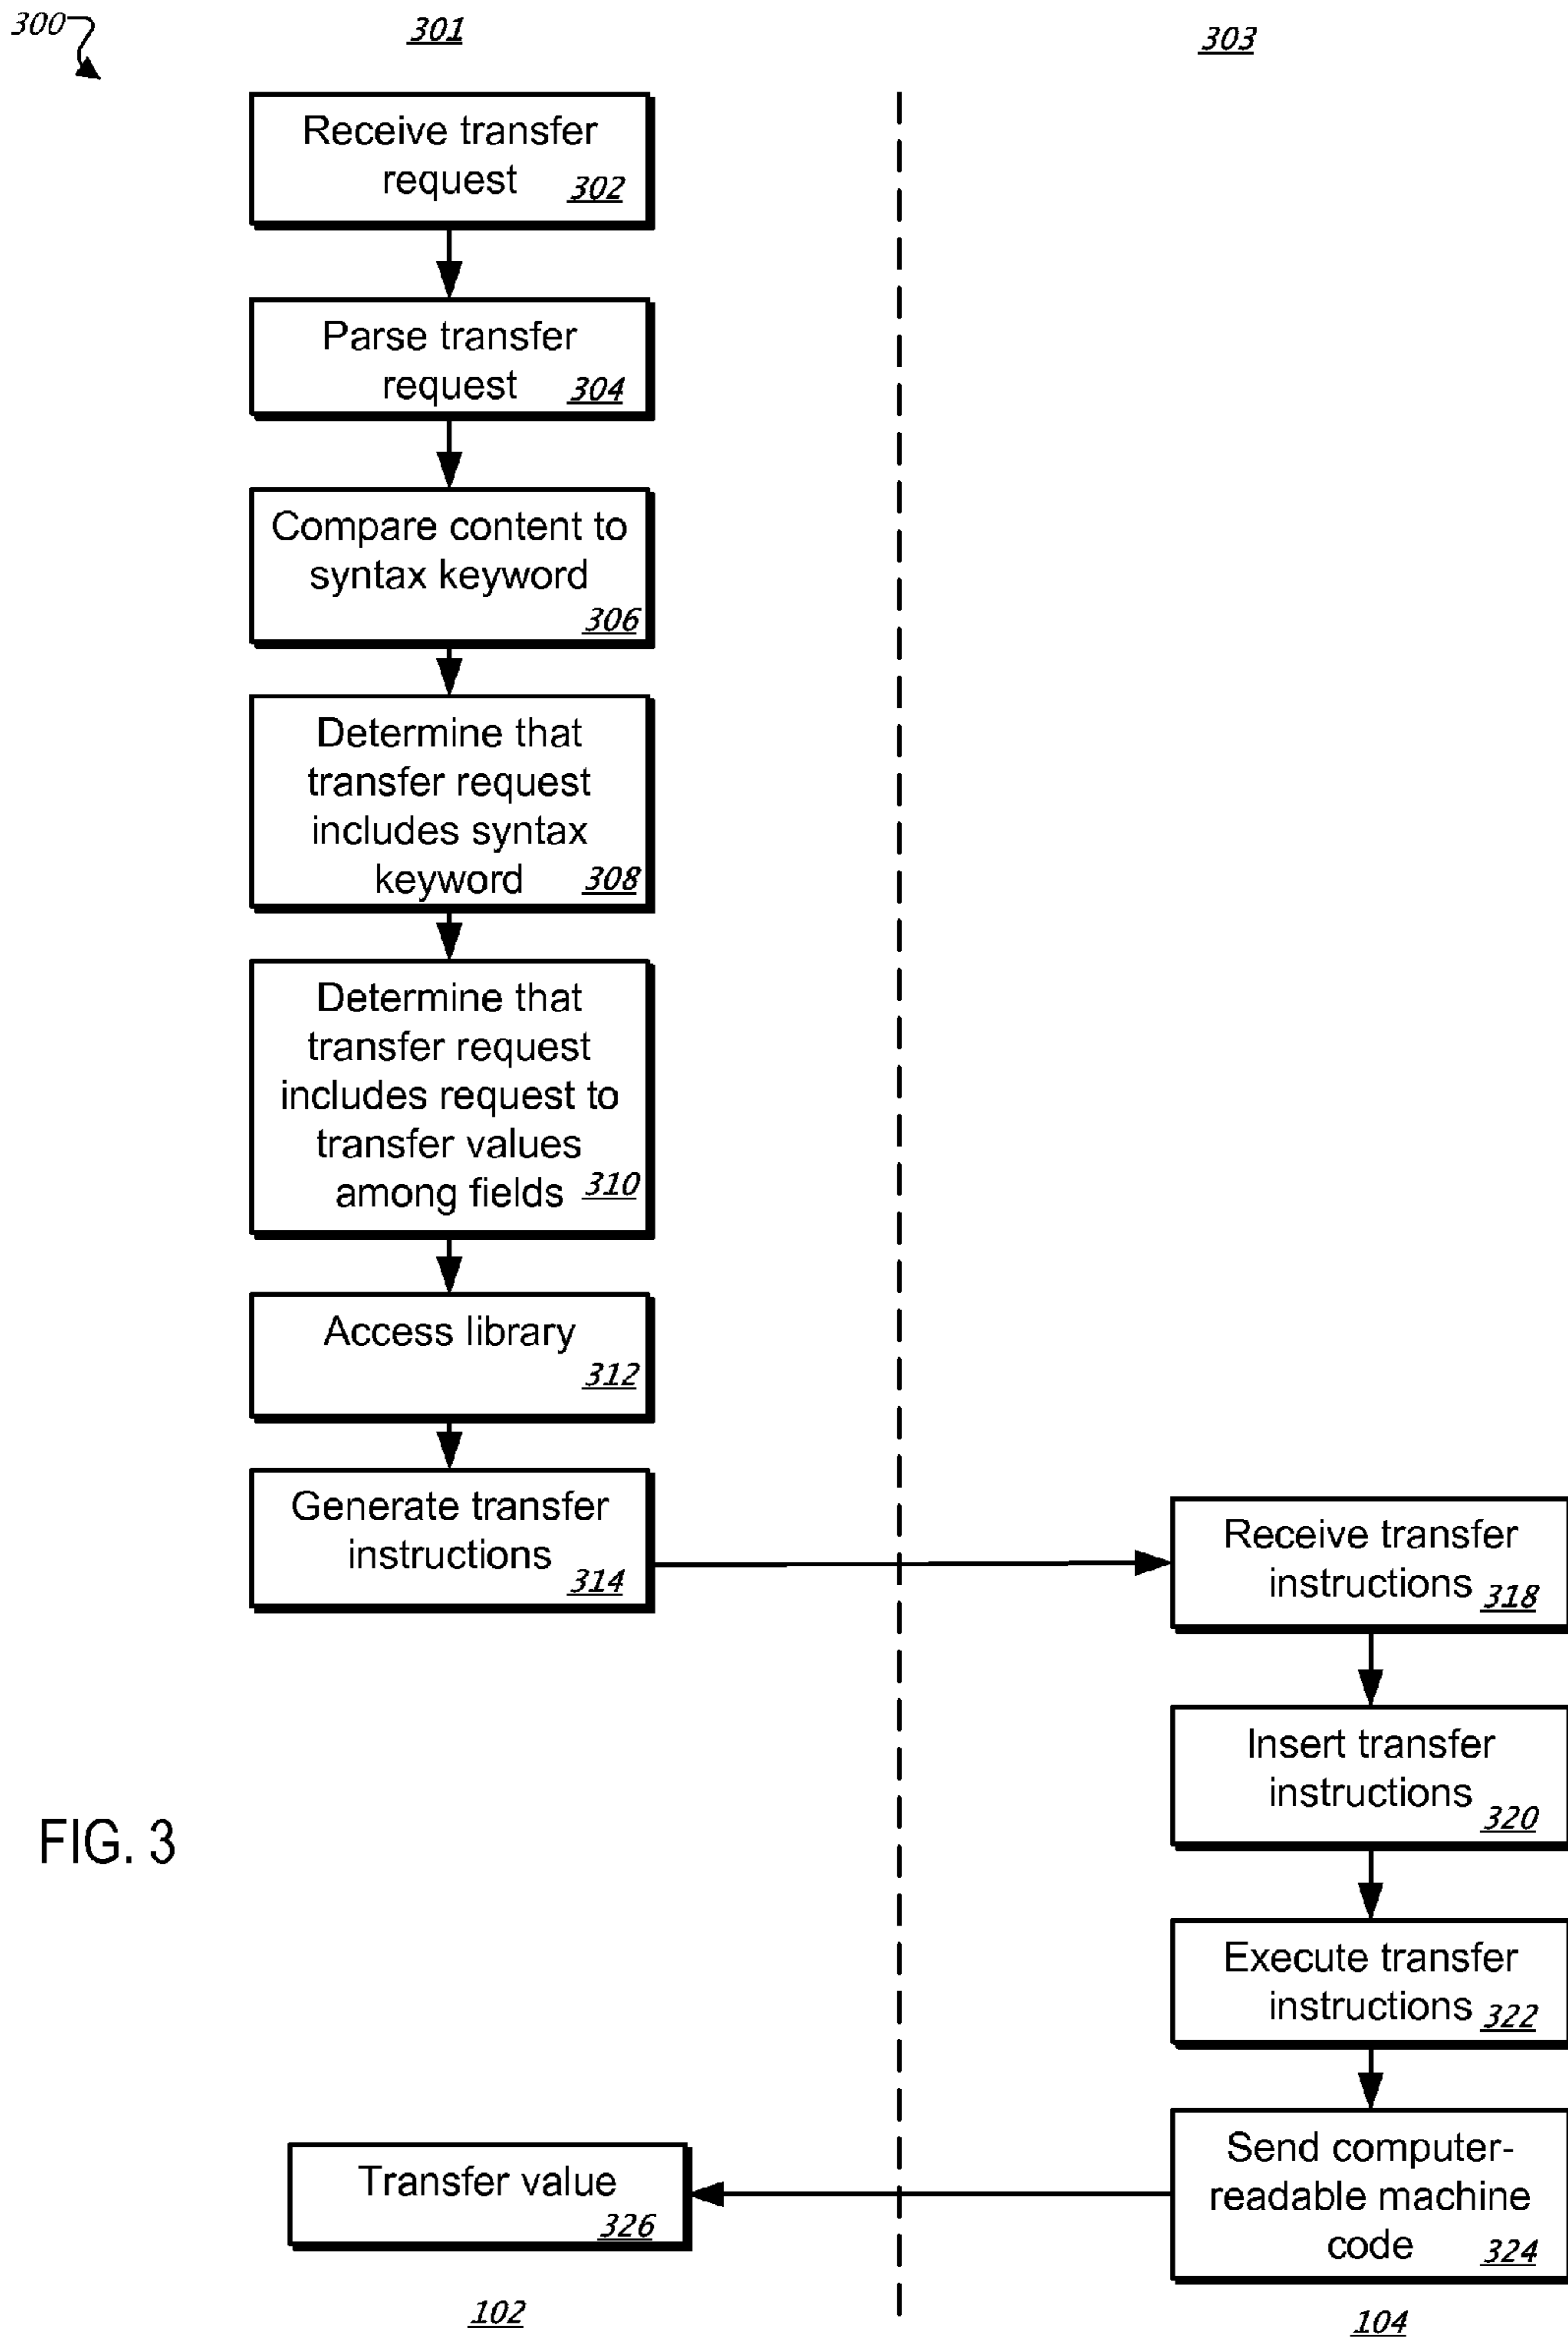 300
301
303
Receive transfer
request 302
Parse transfer
request 304
Compare content to
syntax keyword
306
Determine that
transfer request
includes syntax
keyword 308
Determine that
transfer request
includes request to
transfer values
among fields 310
Access library
312
Generate transfer
instructions
314
Receive transfer
instructions 318
Insert transfer
instructions
320
FIG. 3
Execute transfer
instructions 322
Send computer-
readable machine
code 324
Transfer value
326
102
104